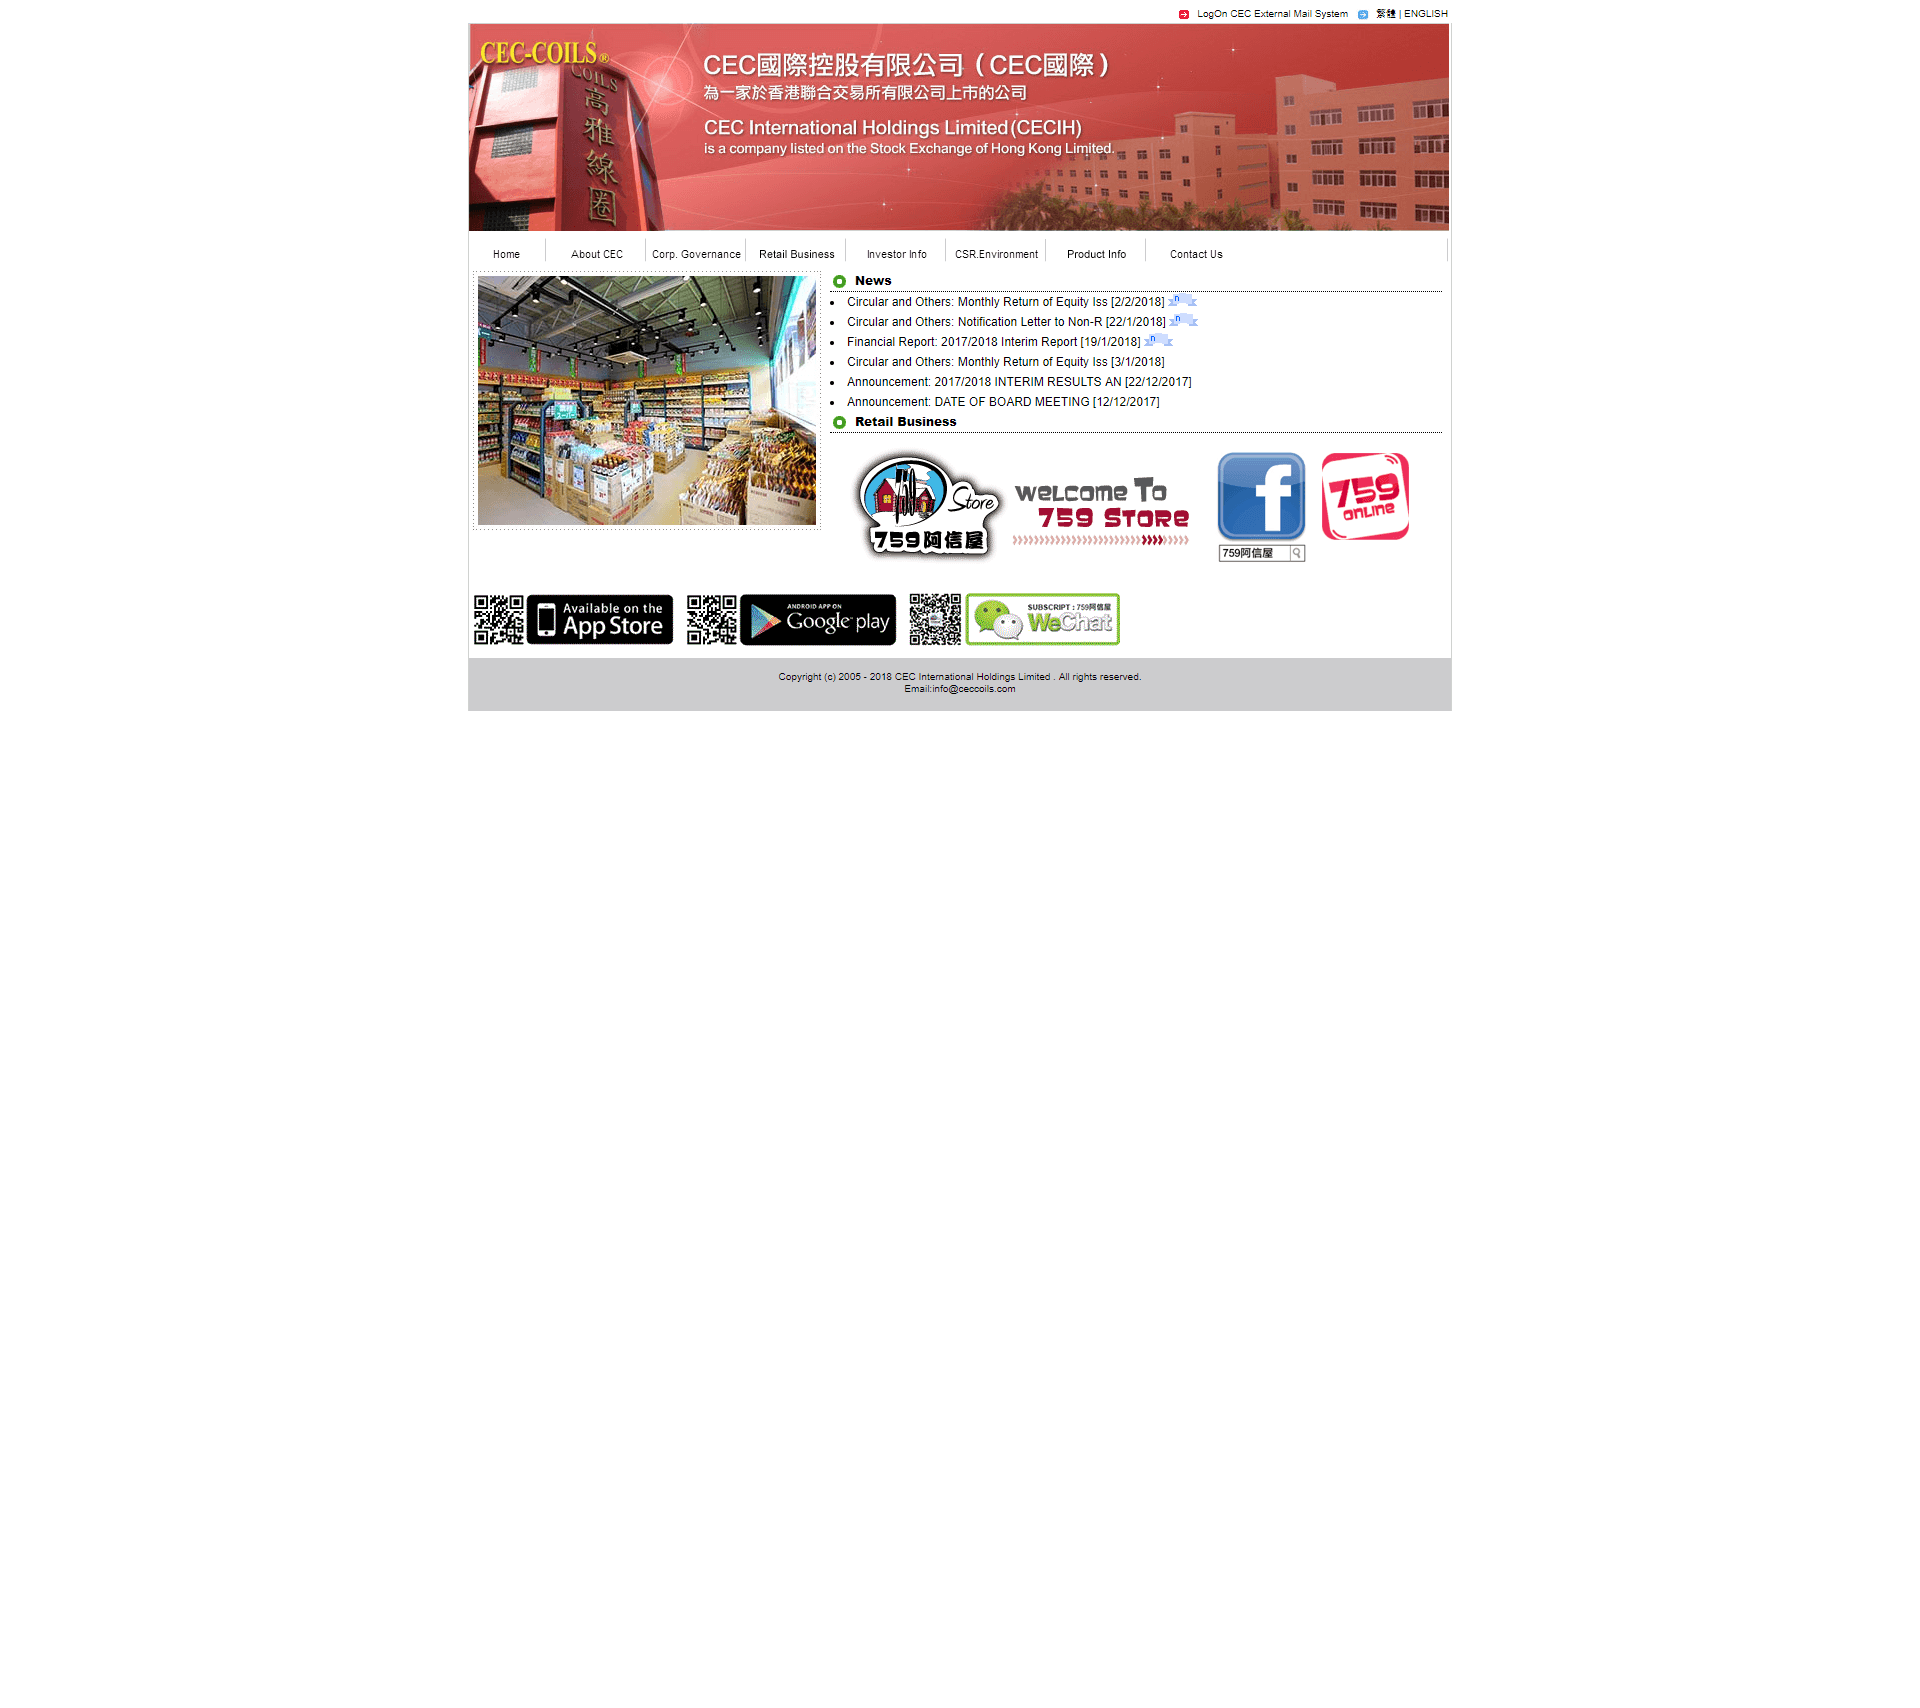 LogOn CEC External Mail System 繁體 | ENGLISH
CEC-COILS®
COILS
高雅線圈
CEC國際控股有限公司（CEC國際）
為一家於香港聯合交易所有限公司上市的公司
CEC International Holdings Limited(CECIH)
is a company listed on the Stock Exchange of Hong Kong Limited.
Home About CEC Corp. Governance Retail Business Investor Info CSR.Environment Product Info Contact Us
News
Circular and Others: Monthly Return of Equity Iss [2/2/2018] n
Circular and Others: Notification Letter to Non-R [22/1/2018] n
Financial Report: 2017/2018 Interim Report [19/1/2018] n
Circular and Others: Monthly Return of Equity Iss [3/1/2018]
Announcement: 2017/2018 INTERIM RESULTS AN [22/12/2017]
Announcement: DATE OF BOARD MEETING [12/12/2017]
Retail Business
Store
759阿信屋
WELCOME TO
759 STORE
f
759阿信屋
759
ONLINE
Available on the
App Store
ANDROID APP ON
Google play
SUBSCRIPT : 759阿信屋
WeChat
Copyright (c) 2005 - 2018 CEC International Holdings Limited . All rights reserved.
Email:info@ceccoils.com